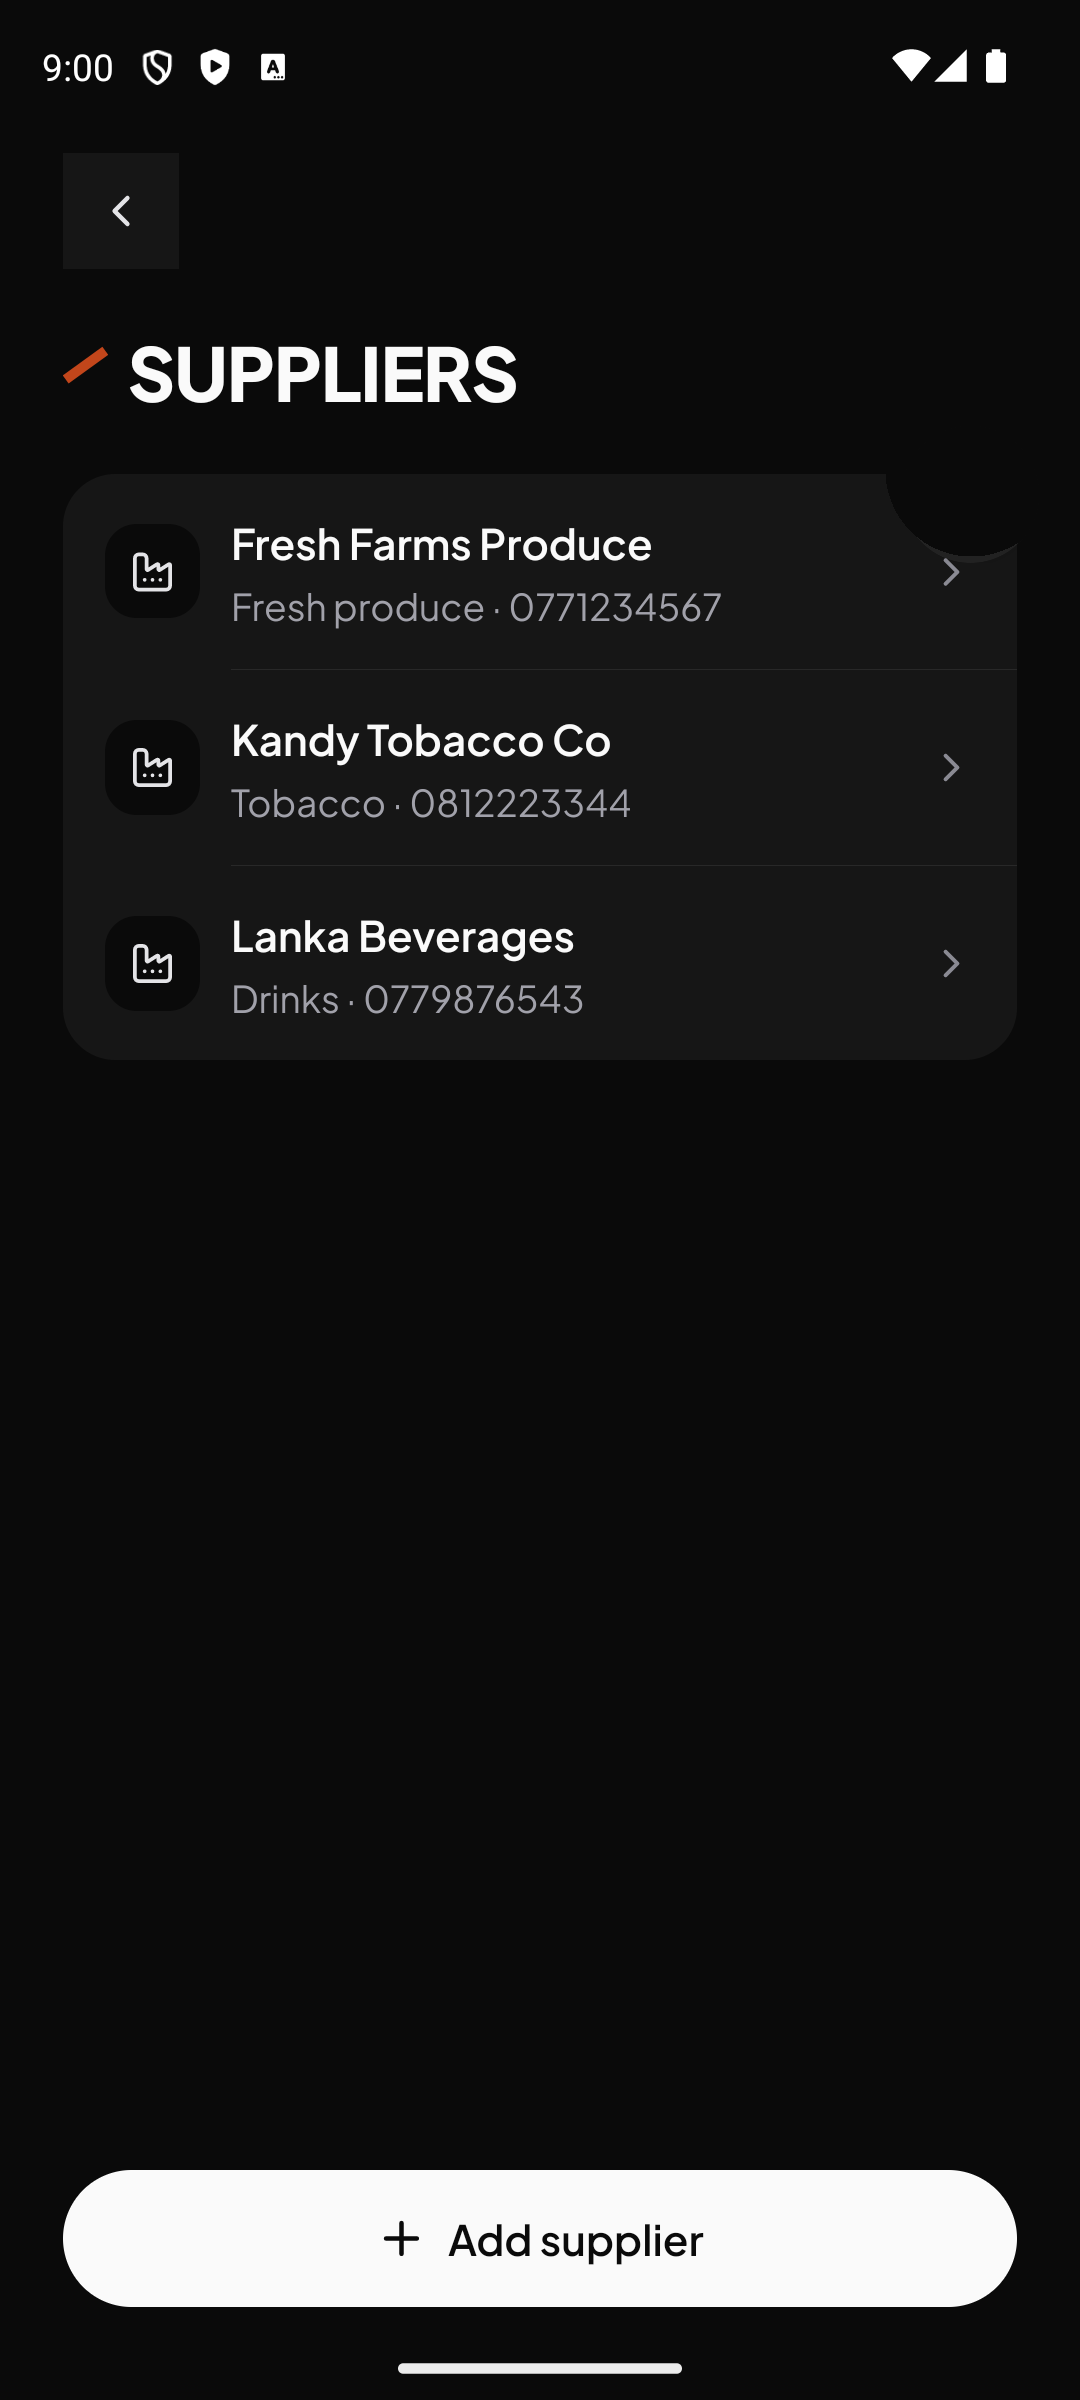 9:00
SUPPLIERS
Fresh Farms Produce
Fresh produce · 0771234567
Kandy Tobacco Co
Tobacco · 0812223344
Lanka Beverages
Drinks · 0779876543
Add supplier